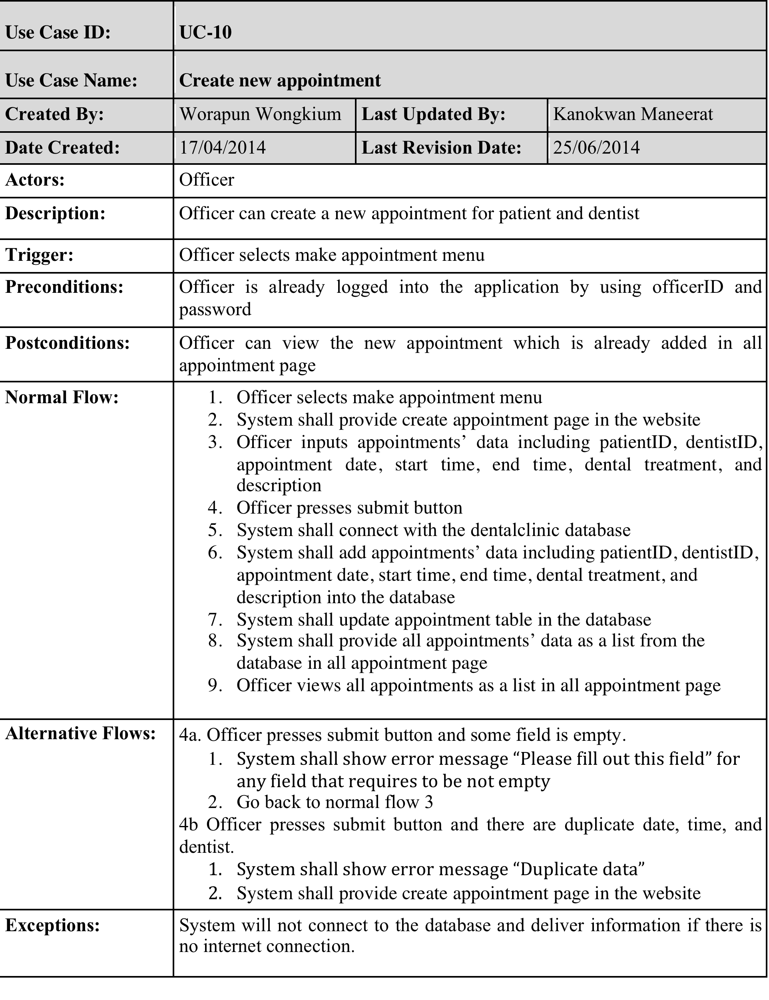 Use Case ID: UC-10
Use Case Name: Create new appointment
Created By: Worapun Wongkium Last Updated By: Kanokwan Maneerat
Date Created: 17/04/2014 Last Revision Date: 25/06/2014
Actors: Officer
Description: Officer can create a new appointment for patient and dentist
Trigger: Officer selects make appointment menu
Preconditions: Officer is already logged into the application by using officerID and
password
Postconditions: Officer can view the new appointment which is already added in all
appointment page
Normal Flow: 1. Officer selects make appointment menu
2. System shall provide create appointment page in the website
3. Officer inputs appointments’ data including patientID, dentistID,
appointment date, start time, end time, dental treatment, and
description
4. Officer presses submit button
5. System shall connect with the dentalclinic database
6. System shall add appointments’ data including patientID, dentistID,
appointment date, start time, end time, dental treatment, and
description into the database
7. System shall update appointment table in the database
8. System shall provide all appointments’ data as a list from the
database in all appointment page
9. Officer views all appointments as a list in all appointment page
Alternative Flows: 4a. Officer presses submit button and some field is empty.
1. System shall show error message “Please fill out this field” for
any field that requires to be not empty
2. Go back to normal flow 3
4b Officer presses submit button and there are duplicate date, time, and
dentist.
1. System shall show error message “Duplicate data”
2. System shall provide create appointment page in the website
Exceptions: System will not connect to the database and deliver information if there is
no internet connection.